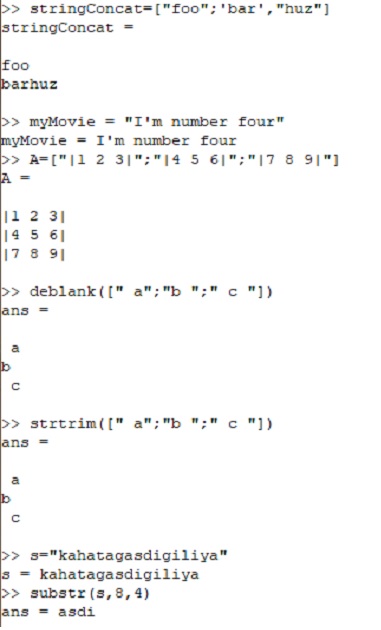 >> stringConcat=["foo";'bar',"huz"]
stringConcat =
foo
barhuz
>> myMovie = "I'm number four"
myMovie = I'm number four
>> A=["|1 2 3|";"|4 5 6|";"|7 8 9|"]
A =
|1 2 3|
|4 5 6|
|7 8 9|
>> deblank([" a";"b ";" c "])
ans =
 a
b
 c
>> strtrim([" a";"b ";" c "])
ans =
 a
b
 c
>> s="kahatagasdigiliya"
s = kahatagasdigiliya
>> substr(s,8,4)
ans = asdi